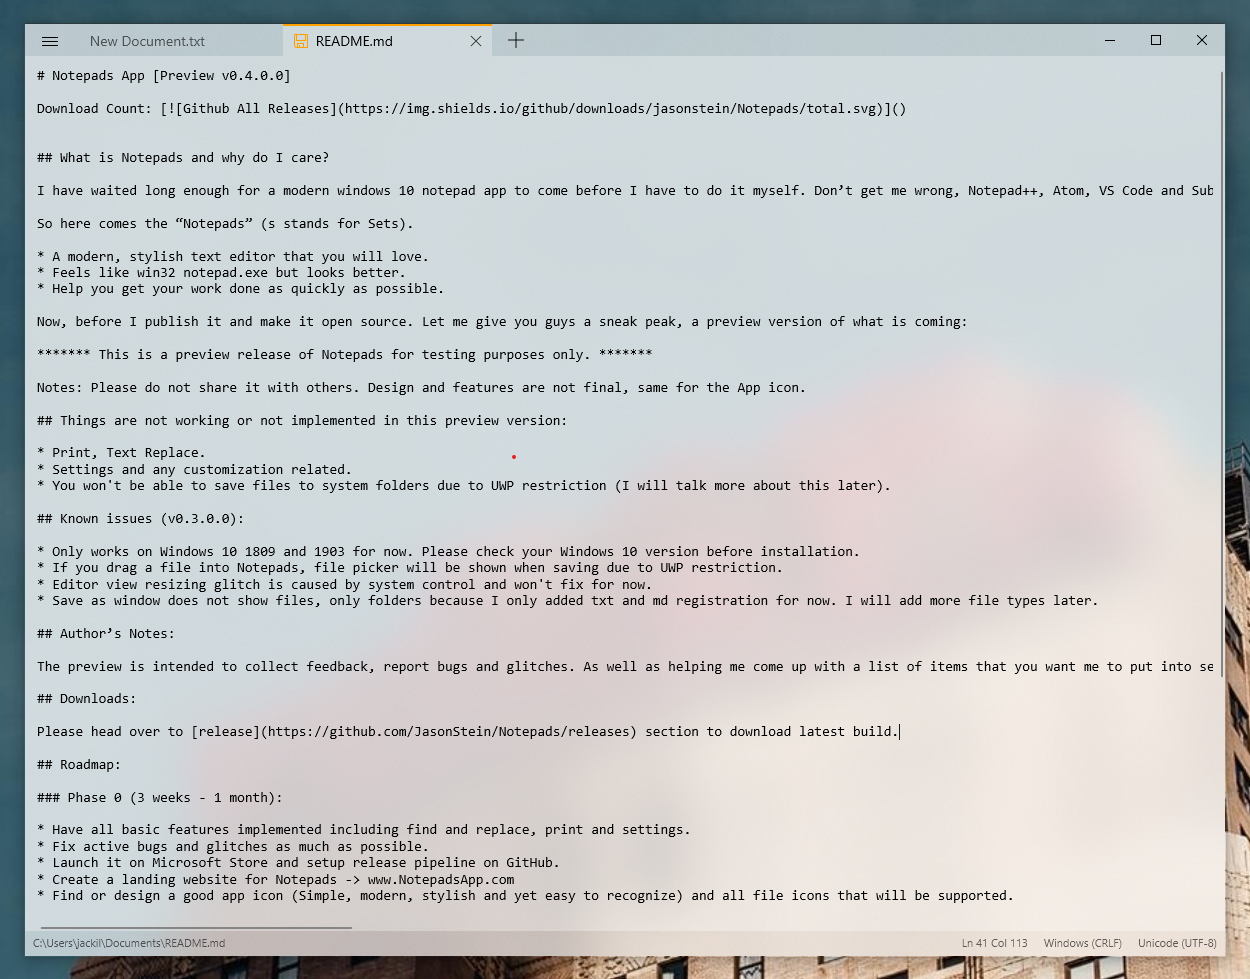 New Document.txt
README.md
# Notepads App [Preview v0.4.0.0]
Download Count: [![Github All Releases](https://img.shields.io/github/downloads/jasonstein/Notepads/total.svg)]()
## What is Notepads and why do I care?
I have waited long enough for a modern windows 10 notepad app to come before I have to do it myself. Don’t get me wrong, Notepad++, Atom, VS Code and Sub
So here comes the “Notepads” (s stands for Sets).
* A modern, stylish text editor that you will love.
* Feels like win32 notepad.exe but looks better.
* Help you get your work done as quickly as possible.
Now, before I publish it and make it open source. Let me give you guys a sneak peak, a preview version of what is coming:
******* This is a preview release of Notepads for testing purposes only. *******
Notes: Please do not share it with others. Design and features are not final, same for the App icon.
## Things are not working or not implemented in this preview version:
* Print, Text Replace.
* Settings and any customization related.
* You won't be able to save files to system folders due to UWP restriction (I will talk more about this later).
## Known issues (v0.3.0.0):
* Only works on Windows 10 1809 and 1903 for now. Please check your Windows 10 version before installation.
* If you drag a file into Notepads, file picker will be shown when saving due to UWP restriction.
* Editor view resizing glitch is caused by system control and won't fix for now.
* Save as window does not show files, only folders because I only added txt and md registration for now. I will add more file types later.
## Author’s Notes:
The preview is intended to collect feedback, report bugs and glitches. As well as helping me come up with a list of items that you want me to put into se
## Downloads:
Please head over to [release](https://github.com/JasonStein/Notepads/releases) section to download latest build.
## Roadmap:
### Phase 0 (3 weeks - 1 month):
* Have all basic features implemented including find and replace, print and settings.
* Fix active bugs and glitches as much as possible.
* Launch it on Microsoft Store and setup release pipeline on GitHub.
* Create a landing website for Notepads -> www.NotepadsApp.com
* Find or design a good app icon (Simple, modern, stylish and yet easy to recognize) and all file icons that will be supported.
C:\Users\jackil\Documents\README.md
Ln 41 Col 113
Windows (CRLF)
Unicode (UTF-8)